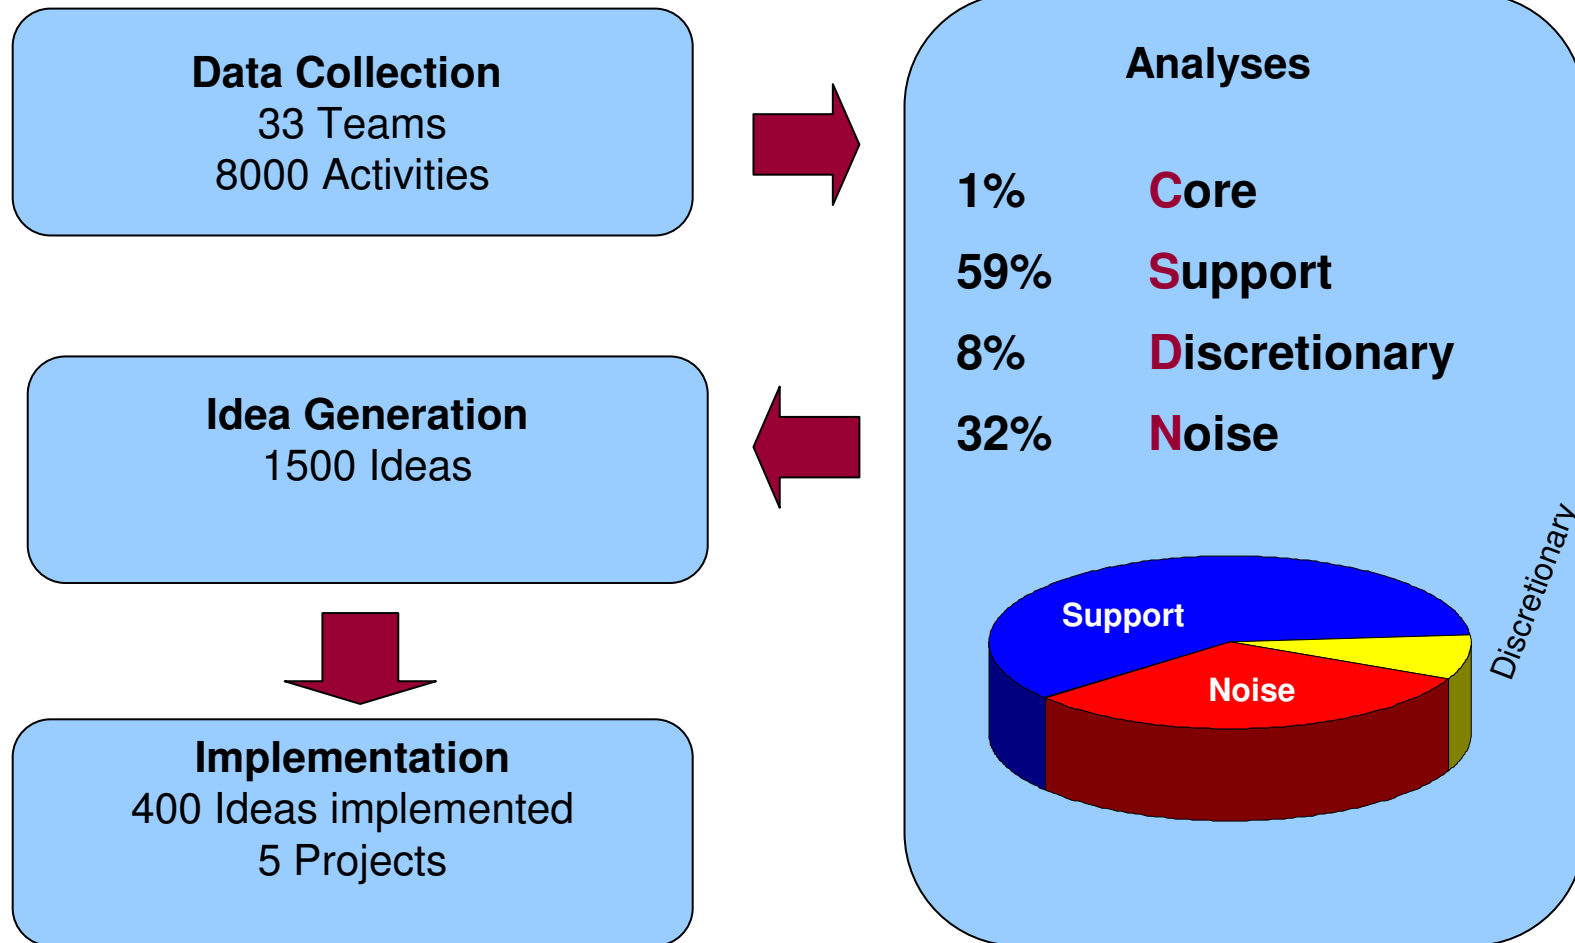 Data Collection
33 Teams
8000 Activities
Analyses
1% Core
59% Support
8% Discretionary
32% Noise
Support
Noise
Discretionary
Idea Generation
1500 Ideas
Implementation
400 Ideas implemented
5 Projects